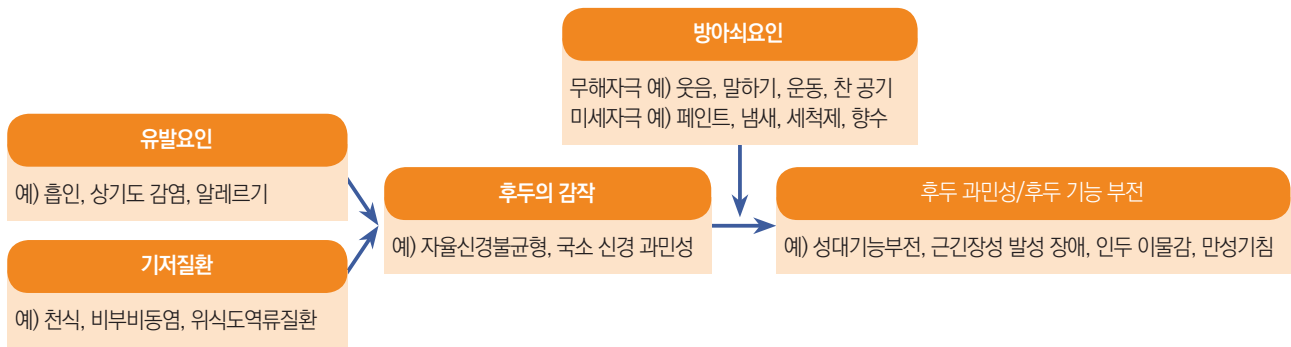 방아쇠요인
무해자극 예) 웃음, 말하기, 운동, 찬 공기
미세자극 예) 페인트, 냄새, 세척제, 향수
유발요인
예) 흡인, 상기도 감염, 알레르기
기저질환
예) 천식, 비부비동염, 위식도역류질환
후두의 감작
예) 자율신경불균형, 국소 신경 과민성
후두 과민성/후두 기능 부전
예) 성대기능부전, 근긴장성 발성 장애, 인두 이물감, 만성기침